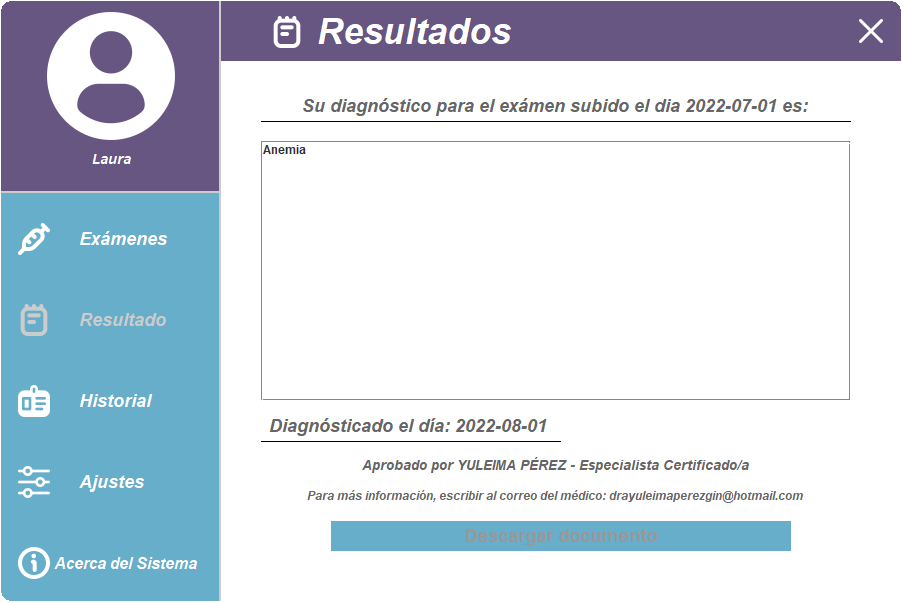 Resultados
Laura
Exámenes
Resultado
Historial
Ajustes
Acerca del Sistema
Su diagnóstico para el exámen subido el dia 2022-07-01 es:
Anemia
Diagnósticado el día: 2022-08-01
Aprobado por YULEIMA PÉREZ - Especialista Certificado/a
Para más información, escribir al correo del médico: drayuleimaperezgin@hotmail.com
Descargar documento